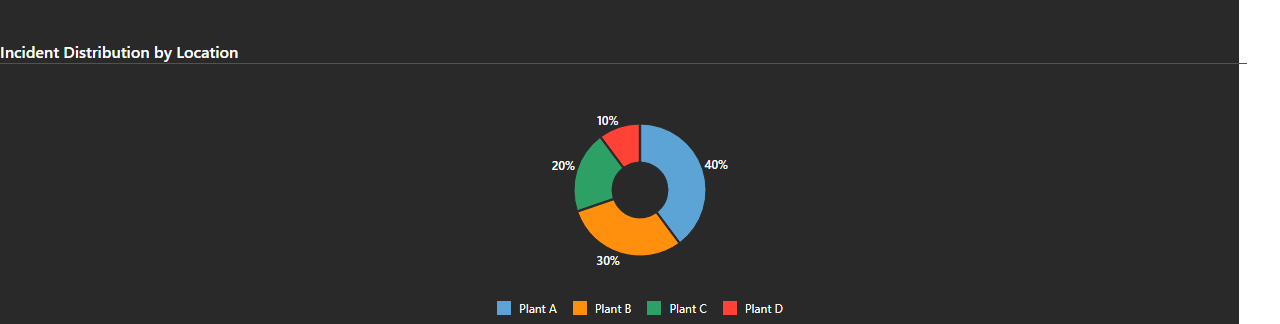 Incident Distribution by Location
10%
40%
20%
30%
Plant A
Plant B
Plant C
Plant D